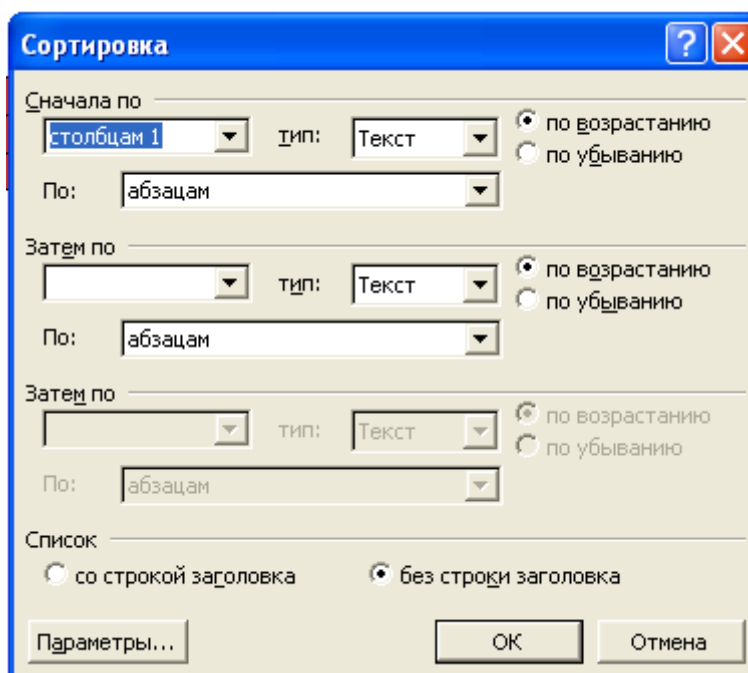 Сортировка
Сначала по
столбцам 1 тип: Текст по возрастанию
по убыванию
По: абзацам
Затем по
тип: Текст по возрастанию
по убыванию
По: абзацам
Затем по
тип: Текст по возрастанию
по убыванию
По: абзацам
Список
со строкой заголовка без строки заголовка
Параметры... ОК Отмена